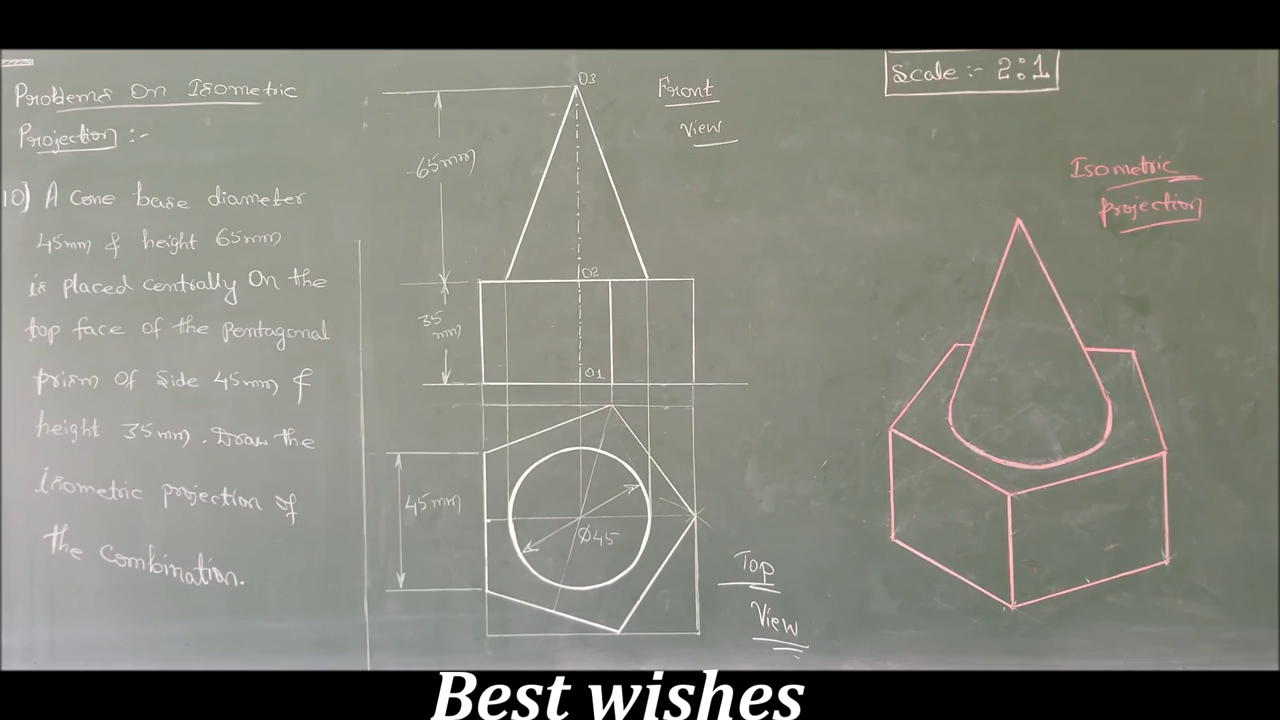 Problems On Isometric
Projection :-
10] A Cone base diameter
45mm & height 65mm
is placed centrally On the
top face of the Pentagonal
prism of side 45mm &
height 35mm. Draw the
isometric projection of
the Combination.
Front
View
O3
65mm
O2
35
mm
O1
45mm
Ø45
Top
View
Scale :- 2:1
Isometric
projection
Best wishes